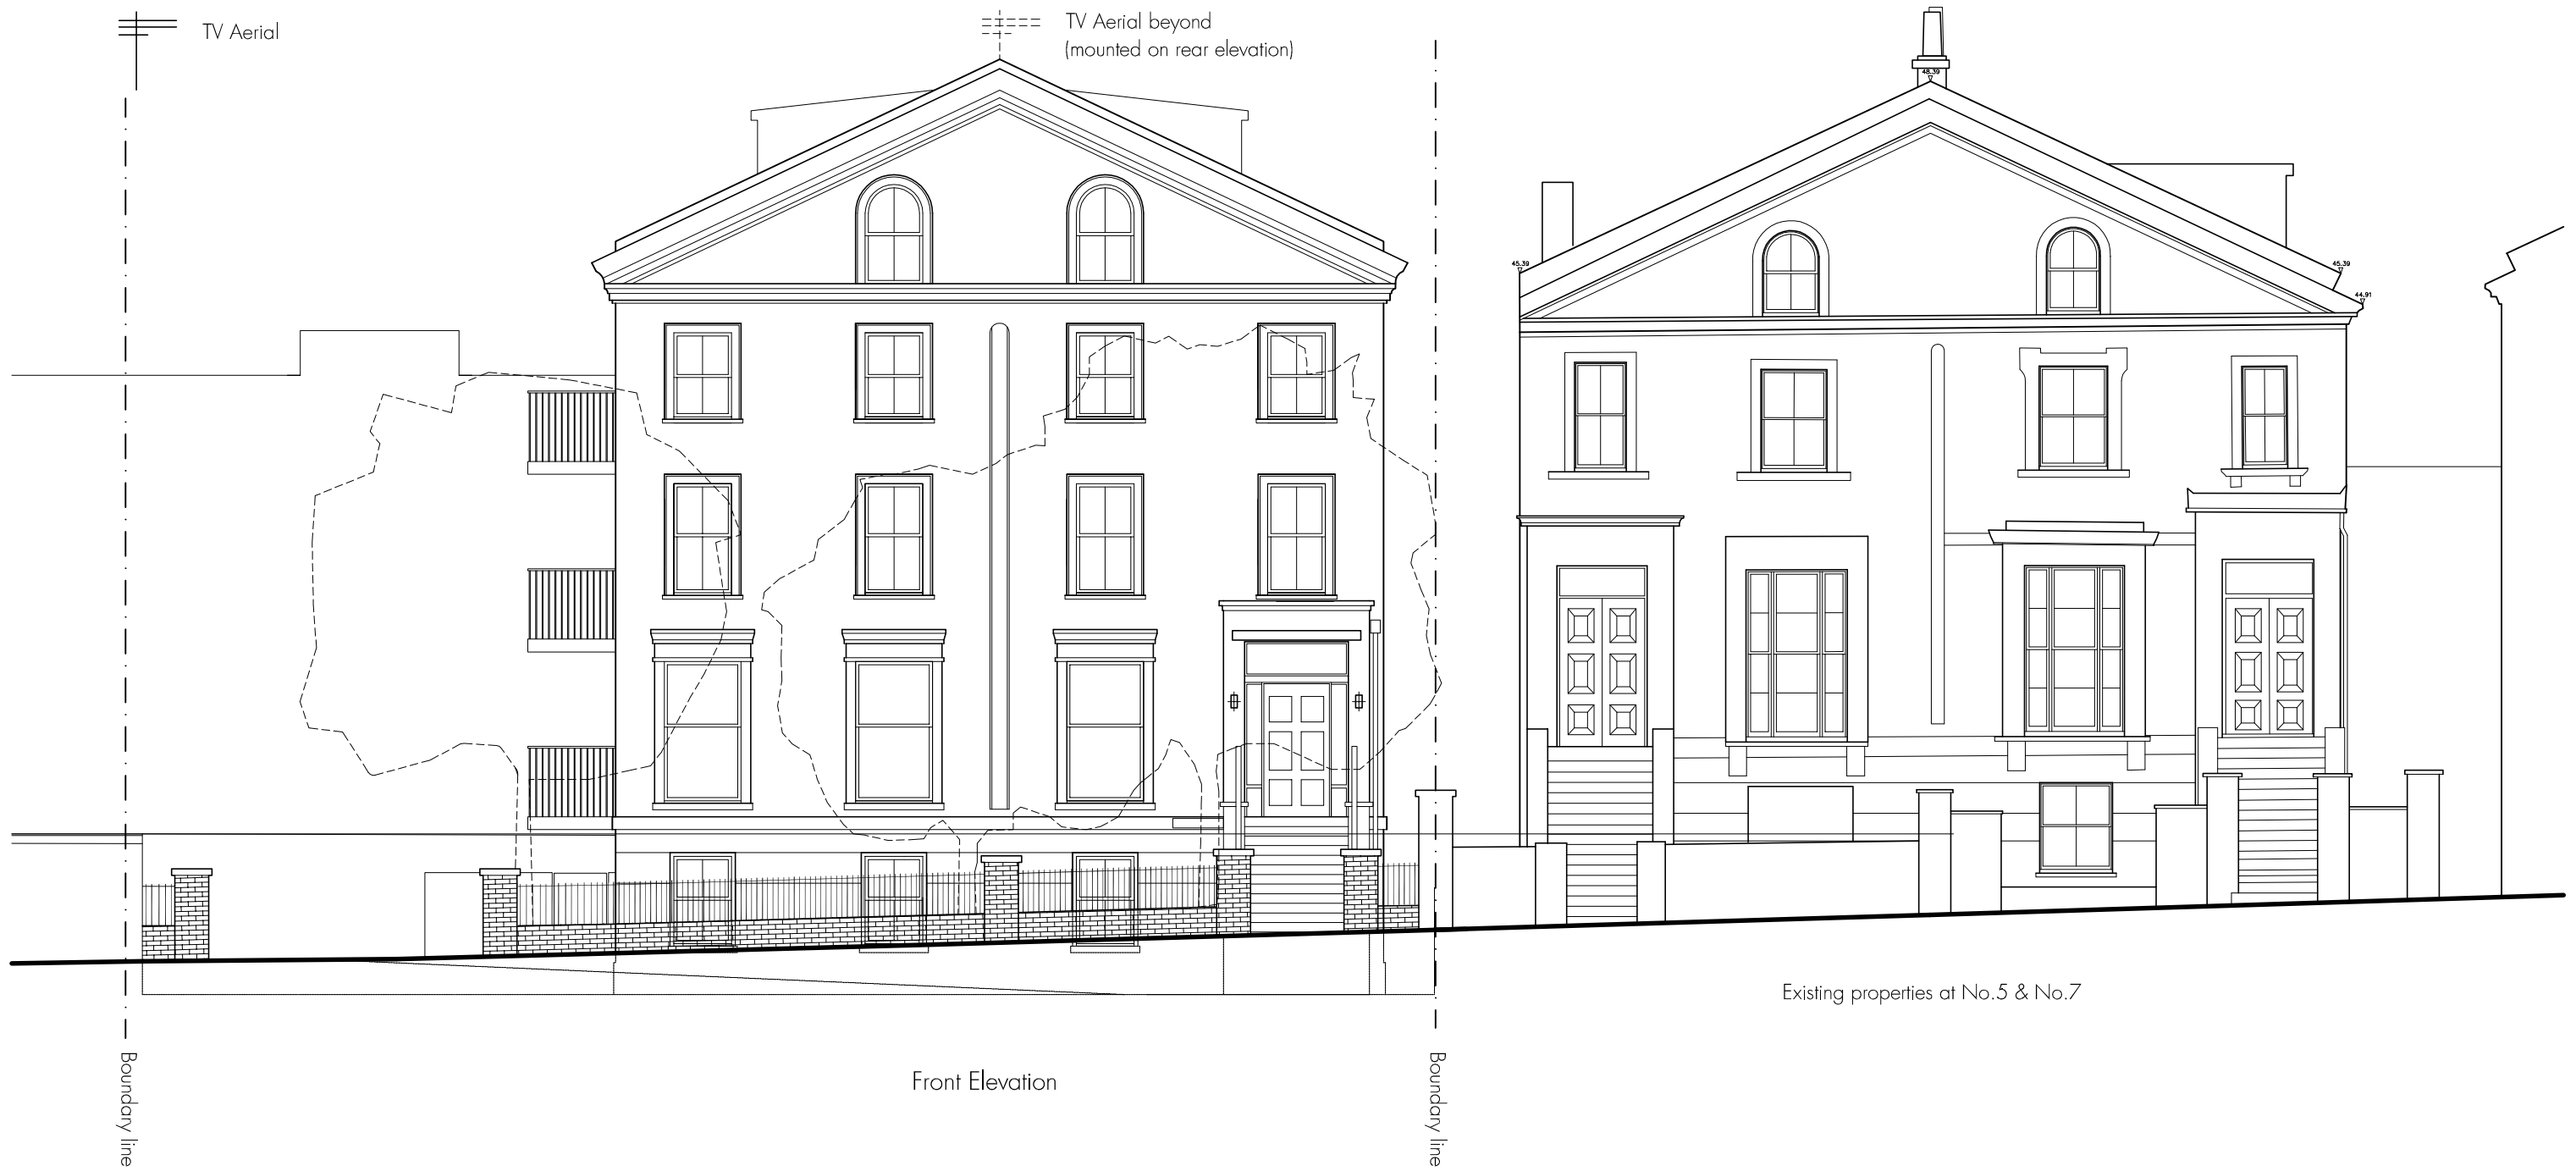 TV Aerial
TV Aerial beyond
(mounted on rear elevation)
48.39
45.39
45.39
44.91
Existing properties at No.5 & No.7
Boundary line
Boundary line
Front Elevation